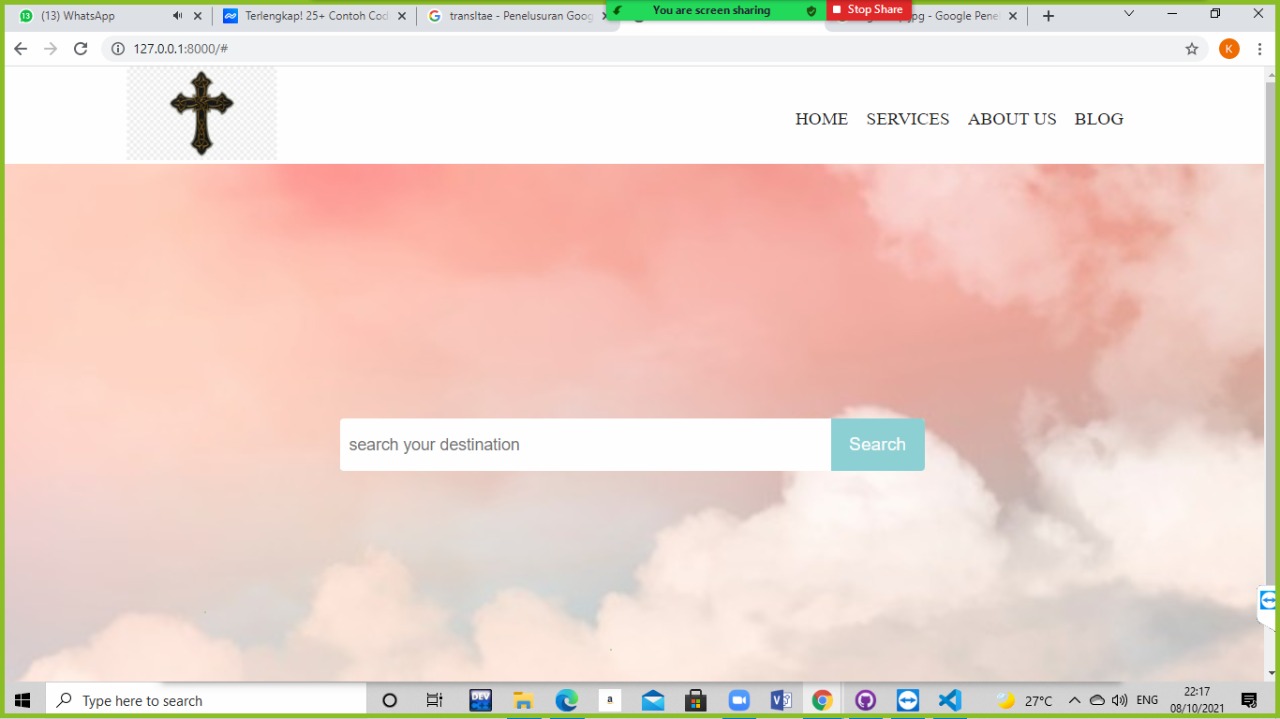 You are screen sharing
Stop Share
(13) WhatsApp
Terlengkap! 25+ Contoh Cod
transltae - Penelusuran Goog
jpg - Google Pene
127.0.0.1:8000/#
K
HOME SERVICES ABOUT US BLOG
search your destination
Search
Type here to search
DEV
a
27°C
ENG
22:17
08/10/2021